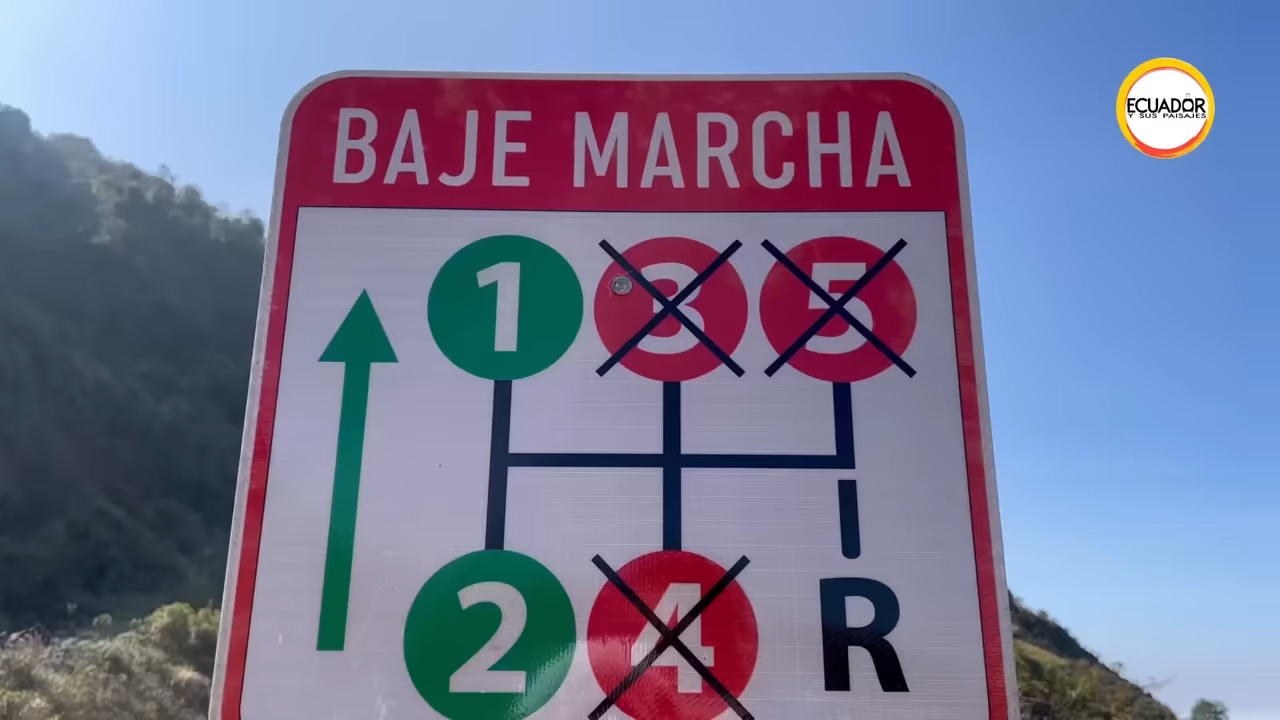 BAJE MARCHA
1 3 5
2 4 R
ECUADOR
Y SUS PAISAJES